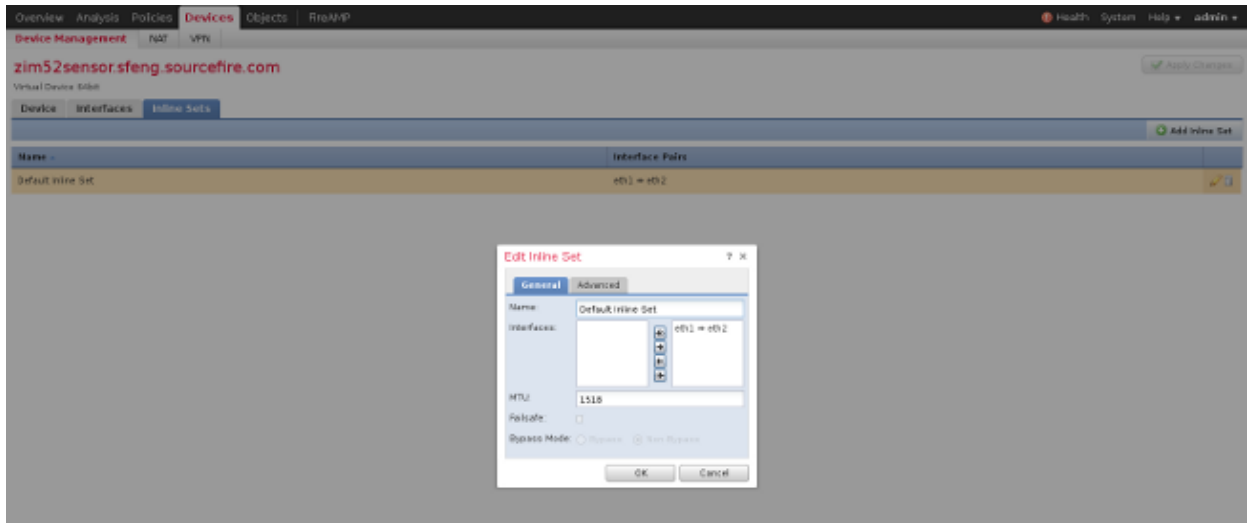 Overview Analysis Policies Devices Objects FireAMP Health System Help admin
Device Management NAT VPN
zim52sensor.sfeng.sourcefire.com
Apply Changes
Virtual Device 64bit
Device Interfaces Inline Sets
Add Inline Set
Name Interface Pairs
Default Inline Set eth1 ↔ eth2
Edit Inline Set ? ×
General Advanced
Name: Default Inline Set
Interfaces: eth1 ↔ eth2
MTU: 1518
Failsafe:
Bypass Mode: Bypass Non Bypass
OK Cancel